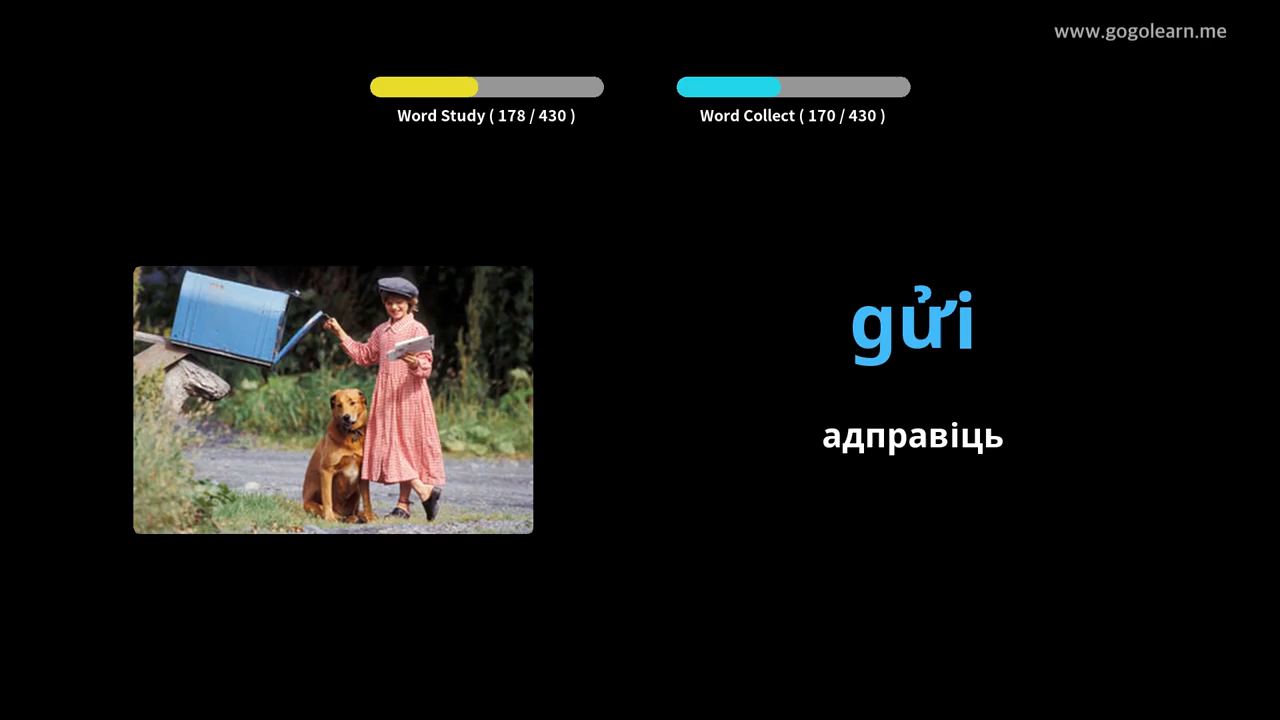 www.gogolearn.me
Word Study ( 178 / 430 )
Word Collect ( 170 / 430 )
gửi
адправіць